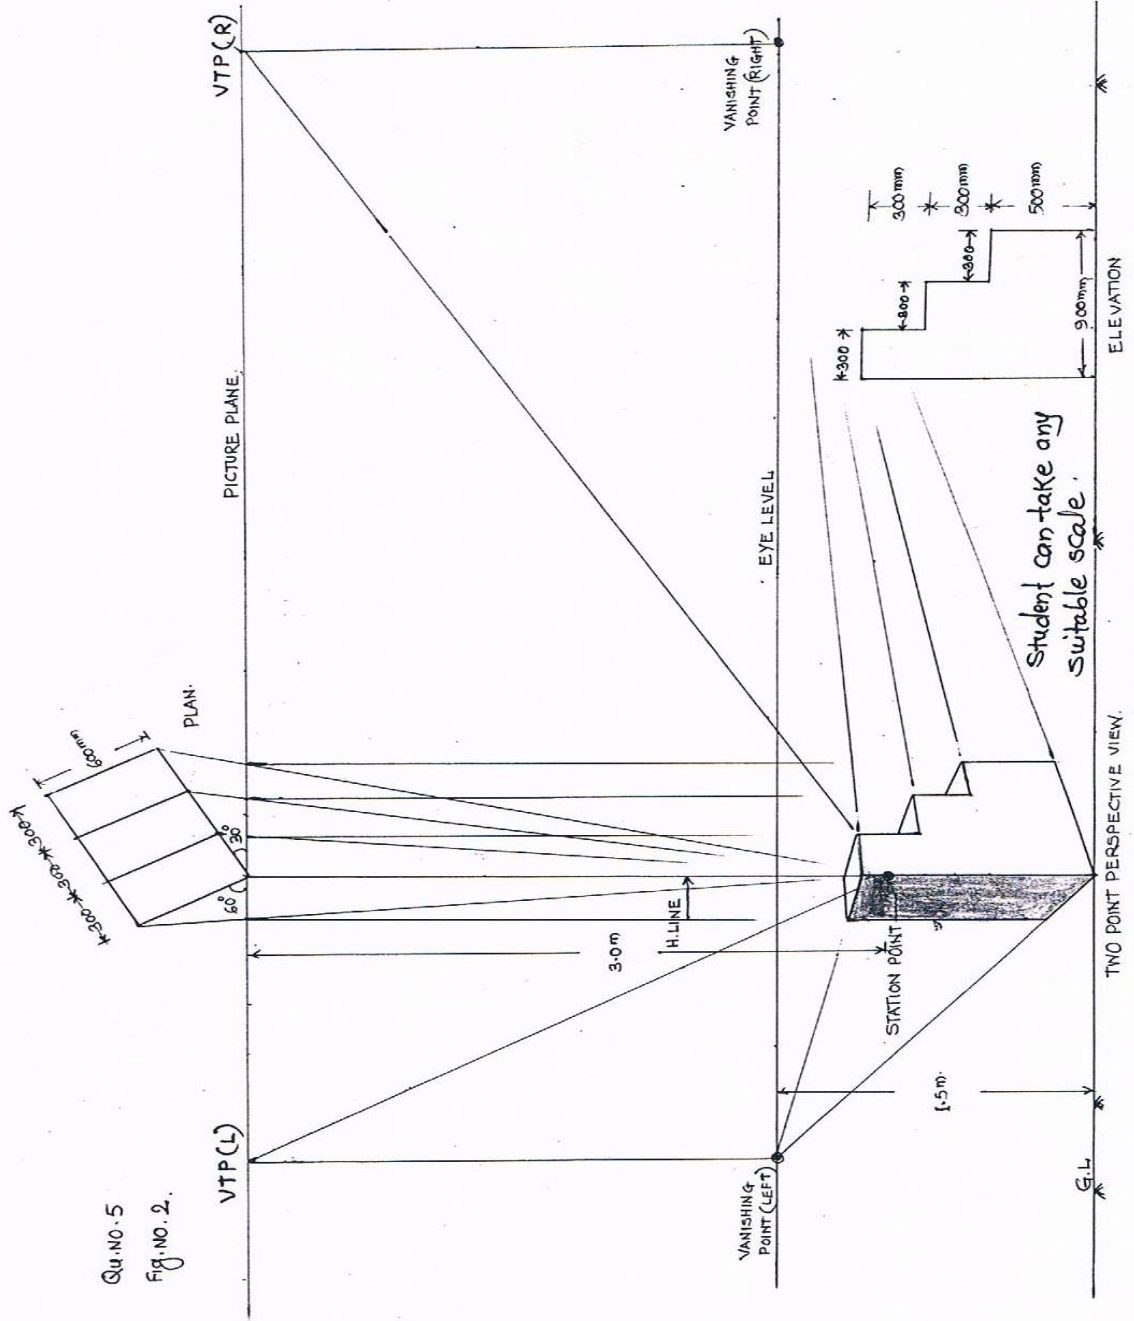 Qu.NO.5
Fig.NO.2.
VTP(L)
VTP(R)
PICTURE PLANE.
PLAN.
600mm
300
300
300
60°
30°
3.0m
H.LINE
EYE LEVEL
VANISHING
POINT (LEFT)
VANISHING
POINT (RIGHT)
STATION POINT
1.5m.
G.L
TWO POINT PERSPECTIVE VIEW.
Student can take any
suitable scale.
300
300
300
300mm
300mm
500mm
900mm
ELEVATION